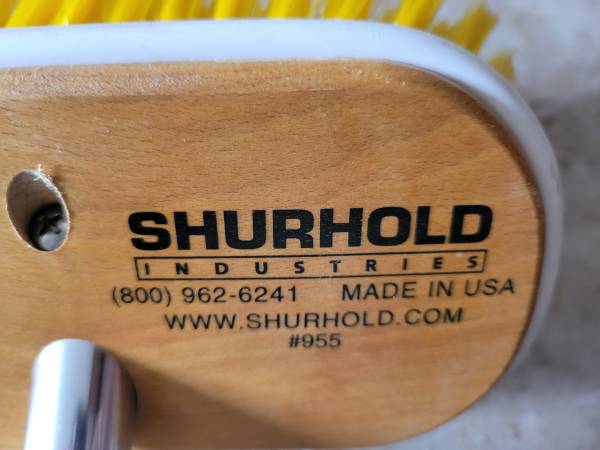 SHURHOLD
INDUSTRIES
(800) 962-6241 MADE IN USA
WWW.SHURHOLD.COM
#955